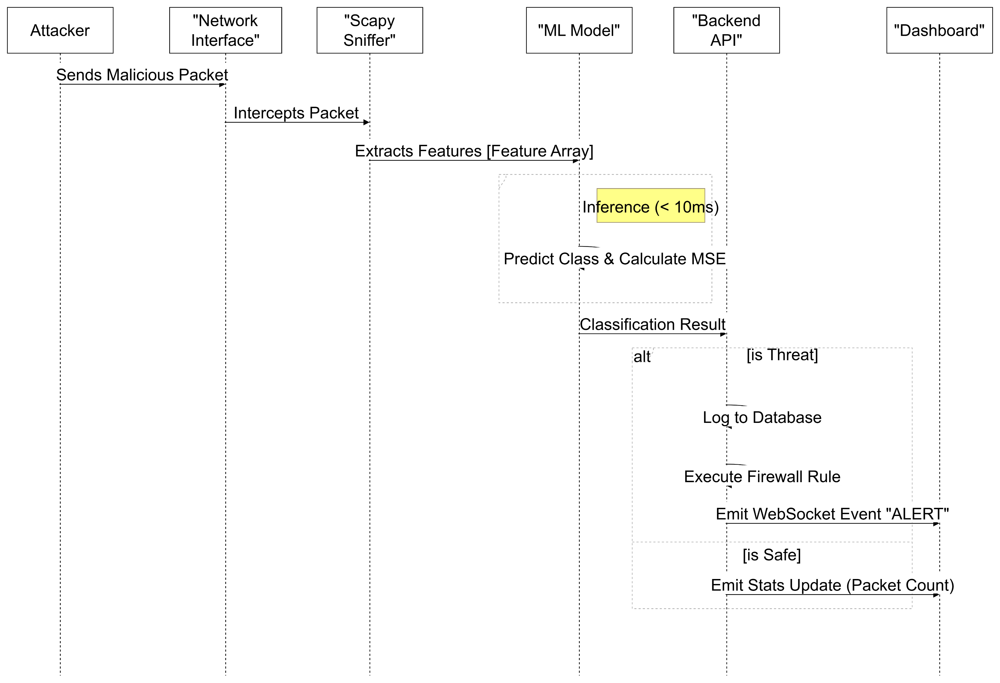 Attacker
"Network
Interface"
"Scapy
Sniffer"
"ML Model"
"Backend
API"
"Dashboard"
Sends Malicious Packet
Intercepts Packet
Extracts Features [Feature Array]
Inference (< 10ms)
Predict Class & Calculate MSE
Classification Result
alt
[is Threat]
Log to Database
Execute Firewall Rule
Emit WebSocket Event "ALERT"
[is Safe]
Emit Stats Update (Packet Count)